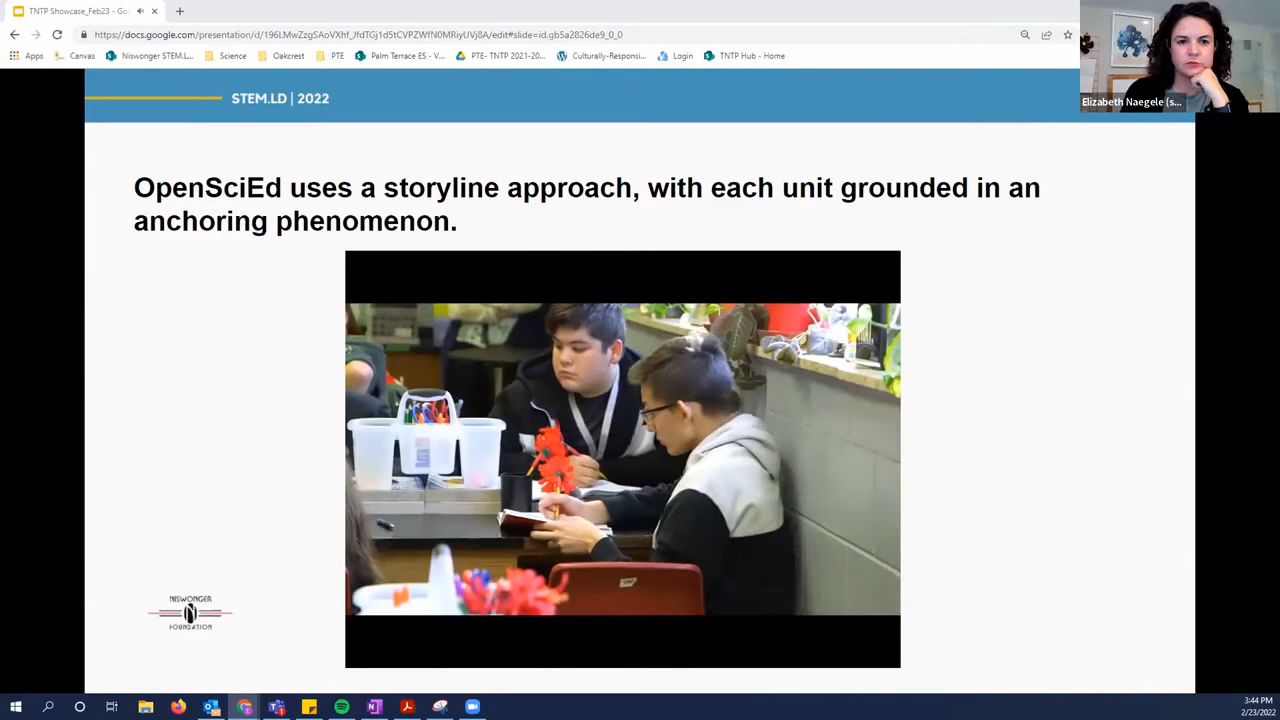 TNTP Showcase_Feb23 - Go
https://docs.google.com/presentation/d/196LMwZzgSAoVXhf_JfdTGj1d5tCVPZWfN0MRiyUVj8A/edit#slide=id.gb5a2826de9_0_0
Apps Canvas Niswonger STEM.L... Science Oakcrest PTE Palm Terrace ES - V... PTE- TNTP 2021-20... Culturally-Responsi... Login TNTP Hub - Home
Elizabeth Naegele (s...
STEM.LD | 2022
OpenSciEd uses a storyline approach, with each unit grounded in an
anchoring phenomenon.
NISWONGER
N
FOUNDATION
3:44 PM
2/23/2022